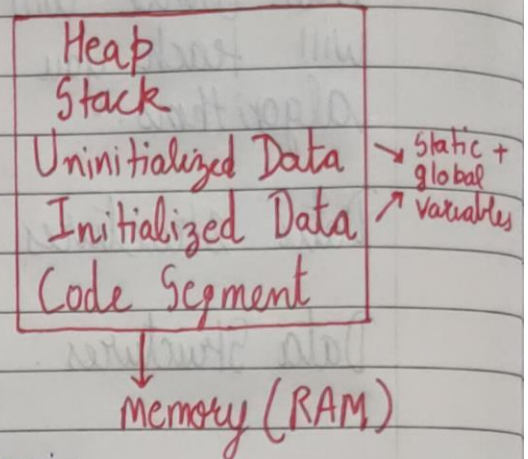 Heap
Stack
Uninitialized Data
Initialized Data
Code Segment
Static +
global
variables
Memory (RAM)